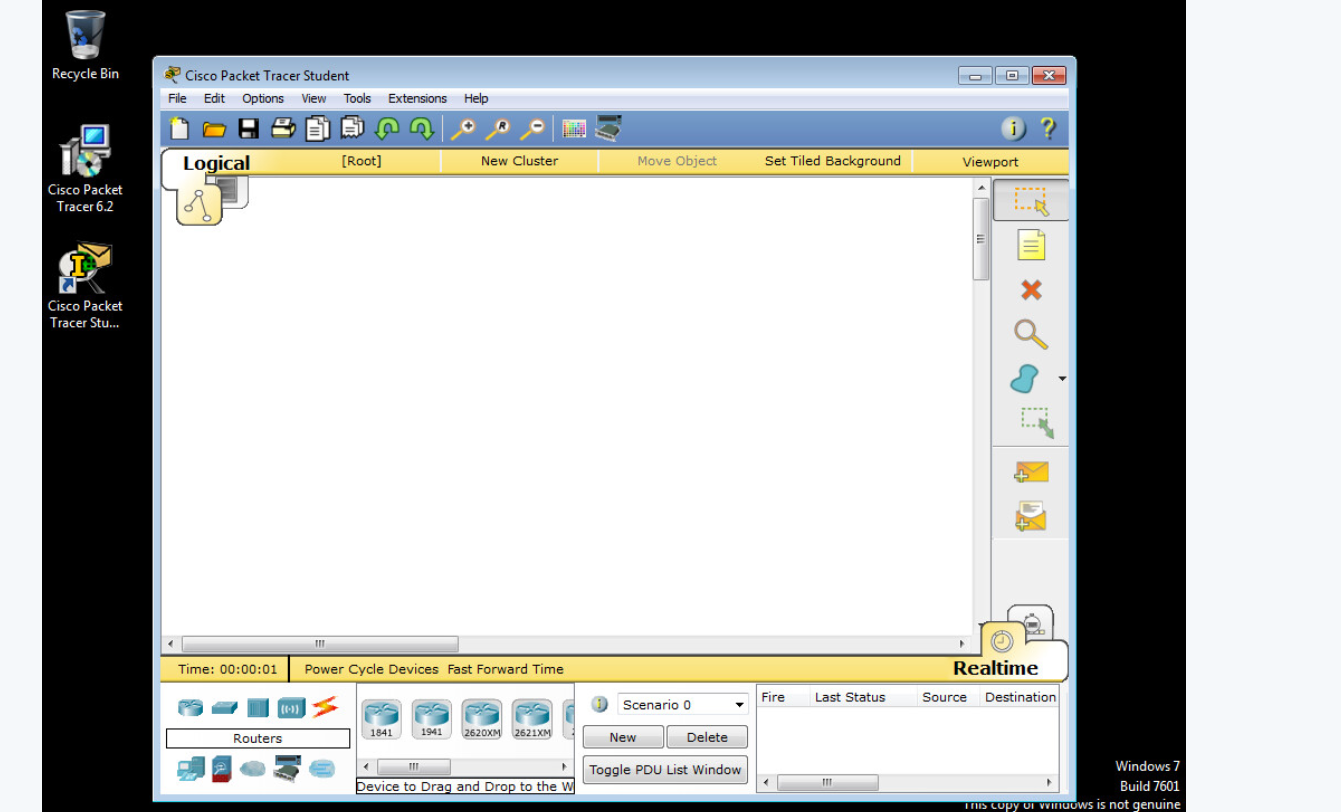 Recycle Bin
Cisco Packet
Tracer 6.2
Cisco Packet
Tracer Stu...
Cisco Packet Tracer Student
File Edit Options View Tools Extensions Help
Logical [Root] New Cluster Move Object Set Tiled Background Viewport
Time: 00:00:01 Power Cycle Devices Fast Forward Time Realtime
Routers
1841 1941 2620XM 2621XM
Device to Drag and Drop to the W
Scenario 0
New Delete
Toggle PDU List Window
Fire Last Status Source Destination
Windows 7
Build 7601
This copy of Windows is not genuine